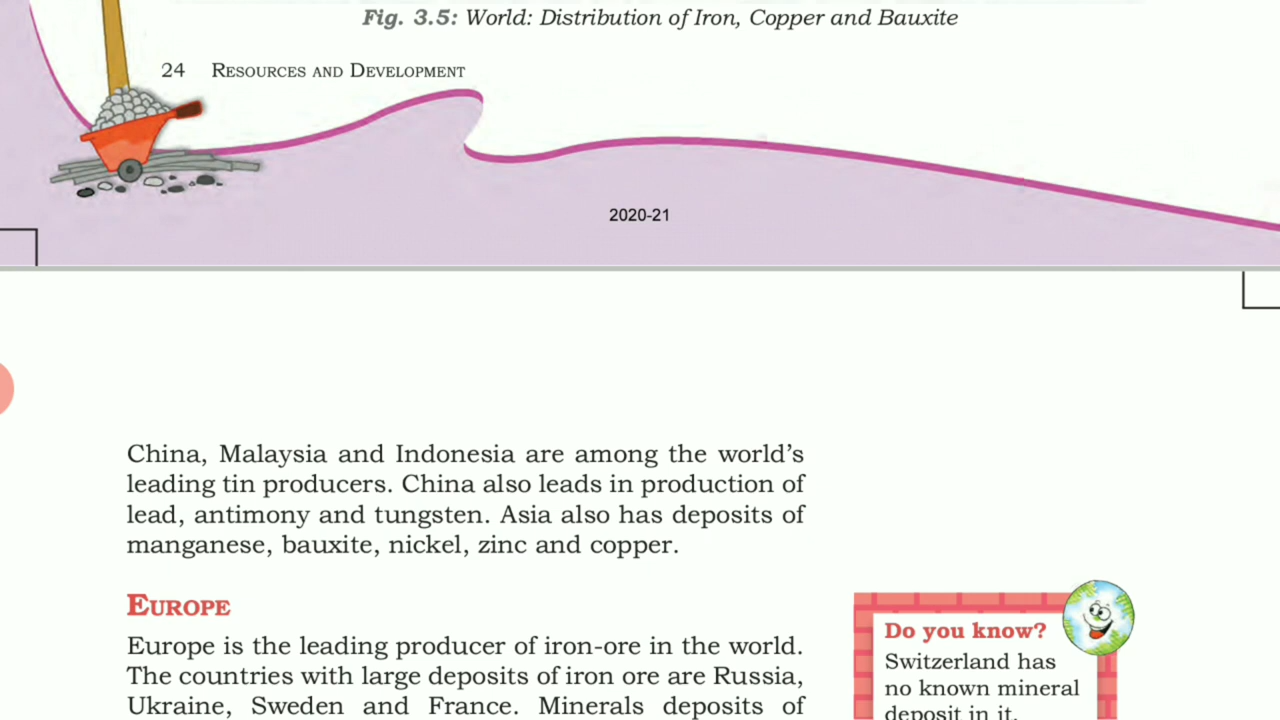 Fig. 3.5: World: Distribution of Iron, Copper and Bauxite
24 RESOURCES AND DEVELOPMENT
2020-21
China, Malaysia and Indonesia are among the world's
leading tin producers. China also leads in production of
lead, antimony and tungsten. Asia also has deposits of
manganese, bauxite, nickel, zinc and copper.
EUROPE
Europe is the leading producer of iron-ore in the world.
The countries with large deposits of iron ore are Russia,
Ukraine, Sweden and France. Minerals deposits of
Do you know?
Switzerland has
no known mineral
deposit in it.